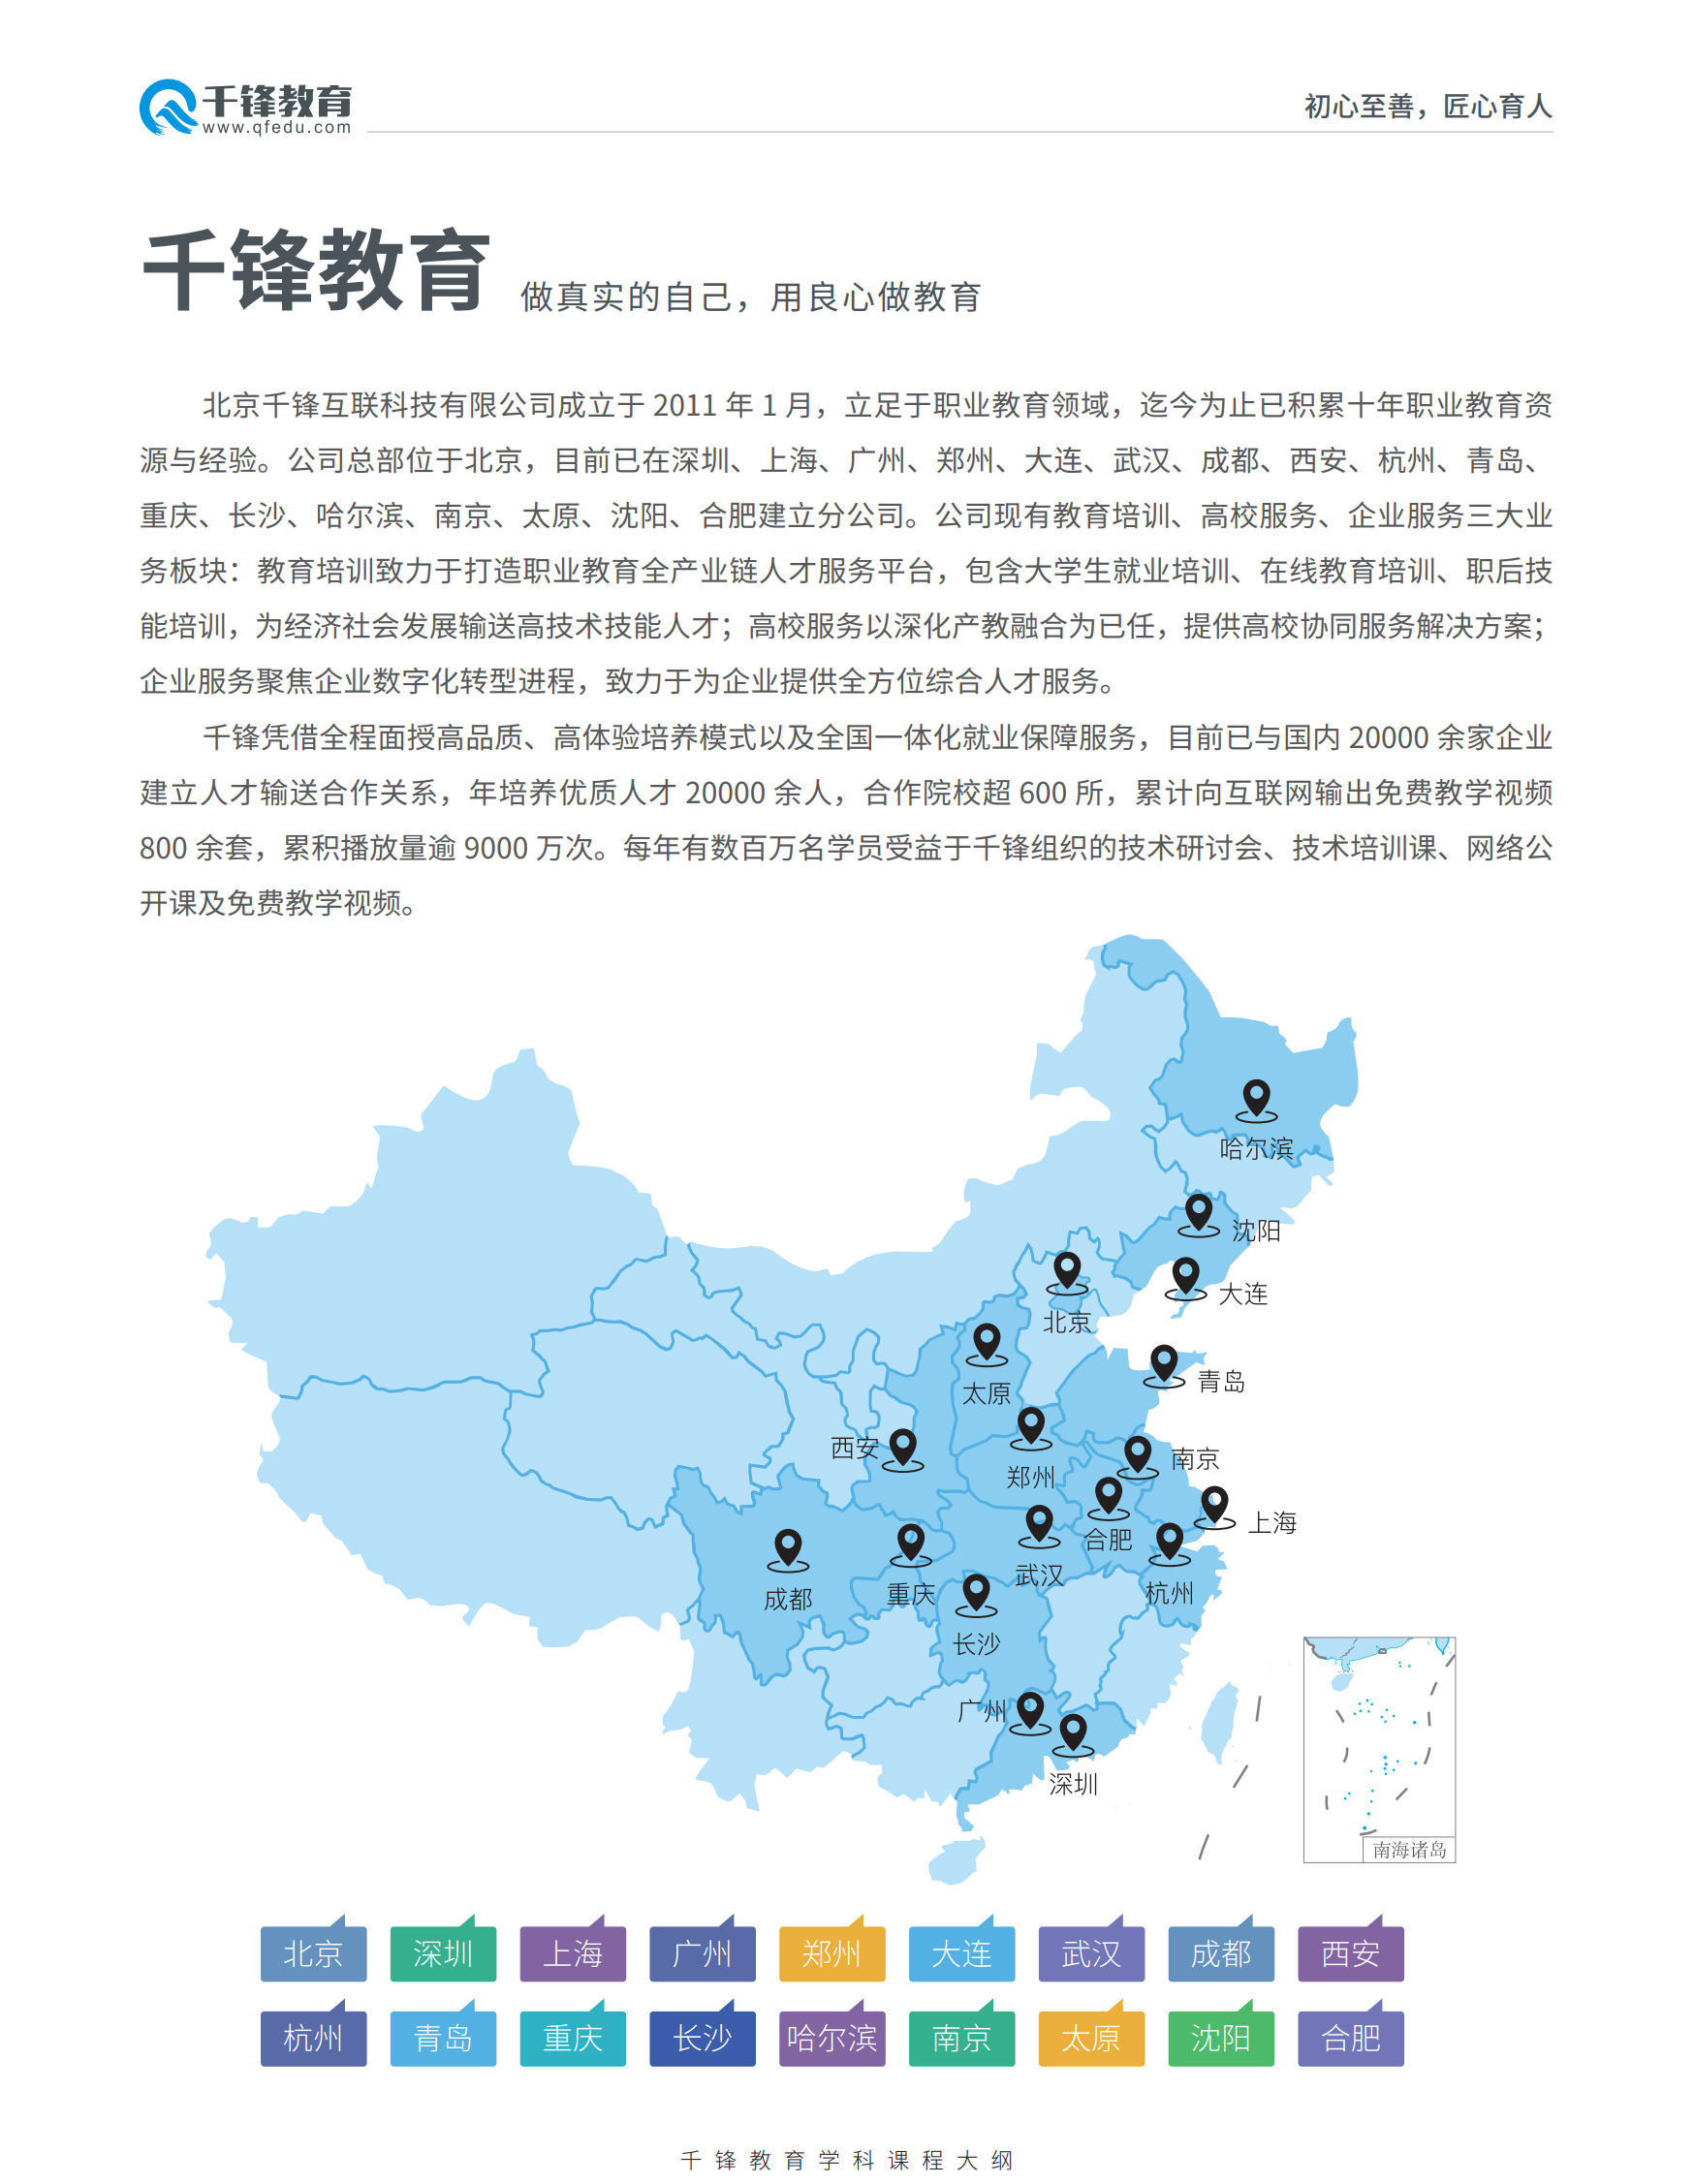 千锋教育
www.qfedu.com
初心至善，匠心育人
千锋教育 做真实的自己，用良心做教育
北京千锋互联科技有限公司成立于 2011 年 1 月，立足于职业教育领域，迄今为止已积累十年职业教育资
源与经验。公司总部位于北京，目前已在深圳、上海、广州、郑州、大连、武汉、成都、西安、杭州、青岛、
重庆、长沙、哈尔滨、南京、太原、沈阳、合肥建立分公司。公司现有教育培训、高校服务、企业服务三大业
务板块：教育培训致力于打造职业教育全产业链人才服务平台，包含大学生就业培训、在线教育培训、职后技
能培训，为经济社会发展输送高技术技能人才；高校服务以深化产教融合为已任，提供高校协同服务解决方案；
企业服务聚焦企业数字化转型进程，致力于为企业提供全方位综合人才服务。
千锋凭借全程面授高品质、高体验培养模式以及全国一体化就业保障服务，目前已与国内 20000 余家企业
建立人才输送合作关系，年培养优质人才 20000 余人，合作院校超 600 所，累计向互联网输出免费教学视频
800 余套，累积播放量逾 9000 万次。每年有数百万名学员受益于千锋组织的技术研讨会、技术培训课、网络公
开课及免费教学视频。
哈尔滨
沈阳
大连
北京
青岛
太原
西安
南京
郑州
上海
合肥
武汉
杭州
成都
重庆
长沙
广州
深圳
南海诸岛
北京 深圳 上海 广州 郑州 大连 武汉 成都 西安
杭州 青岛 重庆 长沙 哈尔滨 南京 太原 沈阳 合肥
千锋教育学科课程大纲